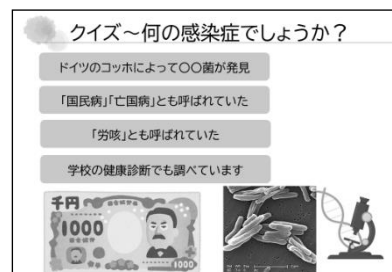 クイズ~何の感染症でしょうか?
ドイツのコッホによって〇〇菌が発見
「国民病」「亡国病」とも呼ばれていた
「労咳」とも呼ばれていた
学校の健康診断でも調べています
千円
1000
1000